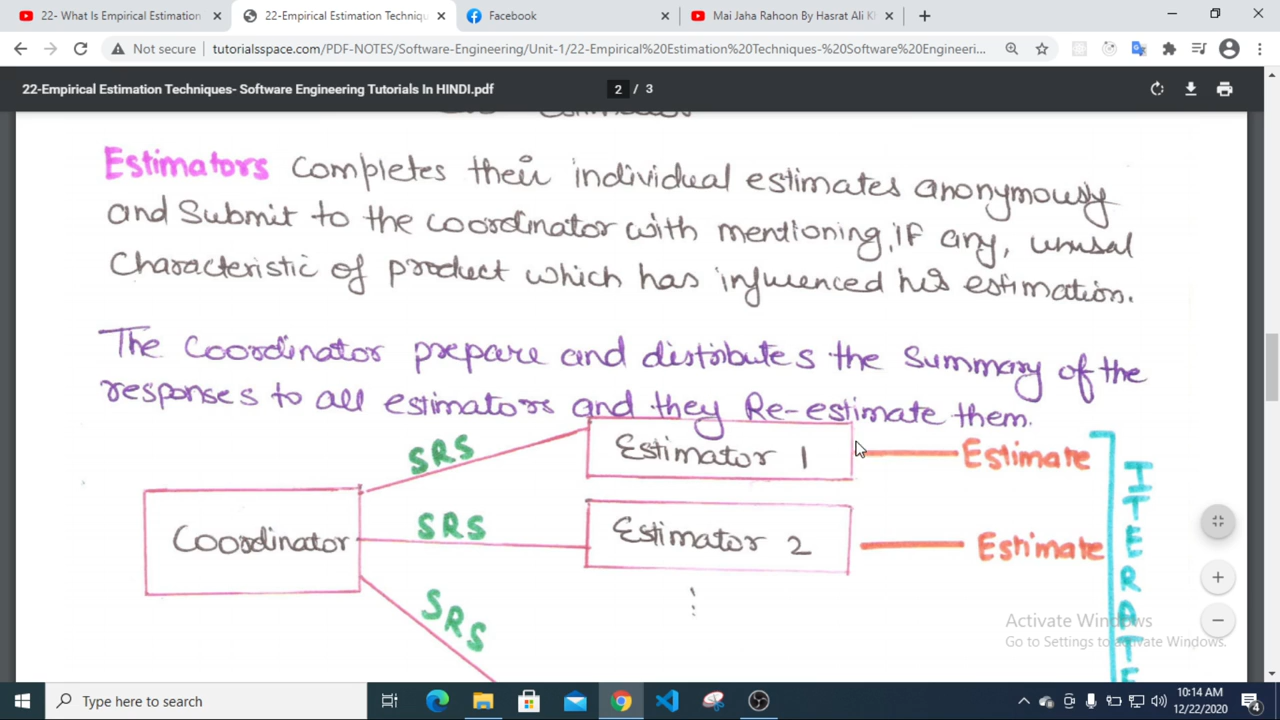 22- What Is Empirical Estimation
22-Empirical Estimation Techniqu
Facebook
Mai Jaha Rahoon By Hasrat Ali Kh
Not secure
tutorialsspace.com/PDF-NOTES/Software-Engineering/Unit-1/22-Empirical%20Estimation%20Techniques-%20Software%20Engineeri...
22-Empirical Estimation Techniques- Software Engineering Tutorials In HINDI.pdf
2 / 3
Estimators completes their individual estimates anonymously
and Submit to the coordinator with mentioning, if any, unusal
Characteristic of product which has influenced his estimation.
The Coordinator prepare and distributes the Summary of the
responses to all estimators and they Re-estimate them.
SRS
Estimator 1
Estimate
Coordinator
SRS
Estimator 2
Estimate
SRS
ITERATE
Activate Windows
Go to Settings to activate Windows.
Type here to search
10:14 AM
12/22/2020
4